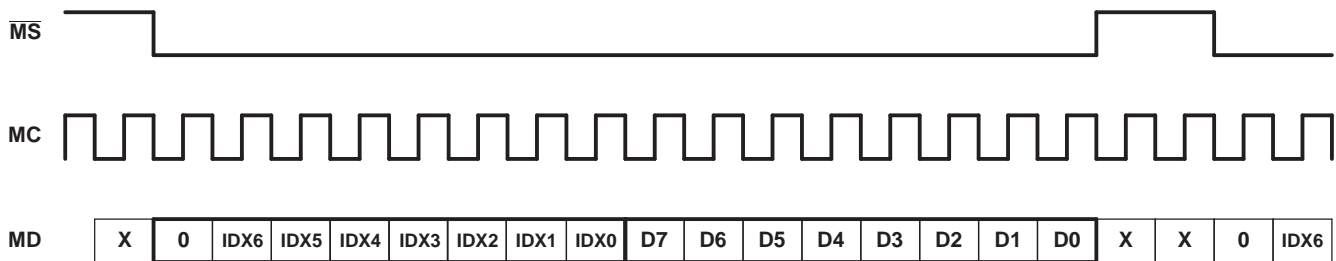 MS
MC
MD X 0 IDX6 IDX5 IDX4 IDX3 IDX2 IDX1 IDX0 D7 D6 D5 D4 D3 D2 D1 D0 X X 0 IDX6